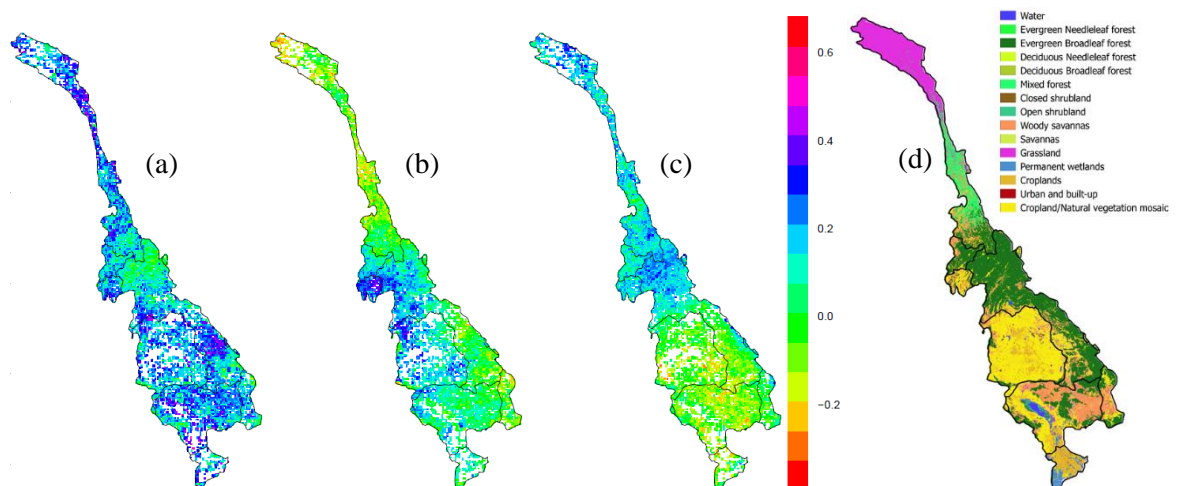 (a)
(b)
(c)
0.6
0.4
0.2
0.0
−0.2
(d)
Water
Evergreen Needleleaf forest
Evergreen Broadleaf forest
Deciduous Needleleaf forest
Deciduous Broadleaf forest
Mixed forest
Closed shrubland
Open shrubland
Woody savannas
Savannas
Grassland
Permanent wetlands
Croplands
Urban and built-up
Cropland/Natural vegetation mosaic